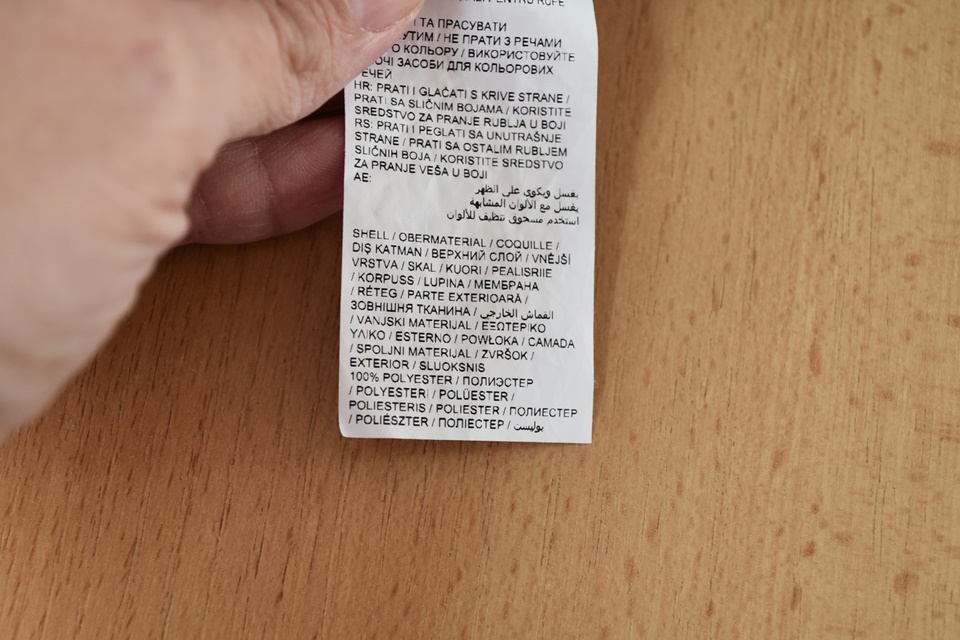 PENTRU RUFE
ТА ПРАСУВАТИ
/ НЕ ПРАТИ З РЕЧАМИ
КОЛЬОРУ / ВИКОРИСТОВУЙТЕ
ЗАСОБИ ДЛЯ КОЛЬОРОВИХ
HR: PRATI I GLAČATI S KRIVE STRANE /
PRATI SA SLIČNIM BOJAMA / KORISTITE
SREDSTVO ZA PRANJE RUBLJA U BOJI
RS: PRATI I PEGLATI SA UNUTRAŠNJE
STRANE / PRATI SA OSTALIM RUBLJEM
SLIČNIH BOJA / KORISTITE SREDSTVO
ZA PRANJE VEŠA U BOJI
AE:
يغسل ويكوى على الظهر
يغسل مع الألوان المشابهة
استخدم مسحوق تنظيف للألوان
SHELL / OBERMATERIAL / COQUILLE /
DIŞ KATMAN / ВЕРХНИЙ СЛОЙ / VNĚJŠÍ
VRSTVA / SKAL / KUORI / PEALISRIIE
/ KORPUSS / LUPINA / МЕМБРАНА
/ RÉTEG / PARTE EXTERIOARĂ /
ЗОВНІШНЯ ТКАНИНА / القماش الخارجي
/ VANJSKI MATERIJAL / ΕΞΩΤΕΡΙΚΟ
ΥΛΙΚΟ / ESTERNO / POWŁOKA / CAMADA
/ SPOLJNI MATERIJAL / ZVRŠOK /
EXTERIOR / SLUOKSNIS
100% POLYESTER / ПОЛИЭСТЕР
/ POLYESTERI / POLÜESTER /
POLIESTERIS / POLIESTER / ПОЛИЕСТЕР
/ POLIÉSZTER / ПОЛІЕСТЕР / بوليستر